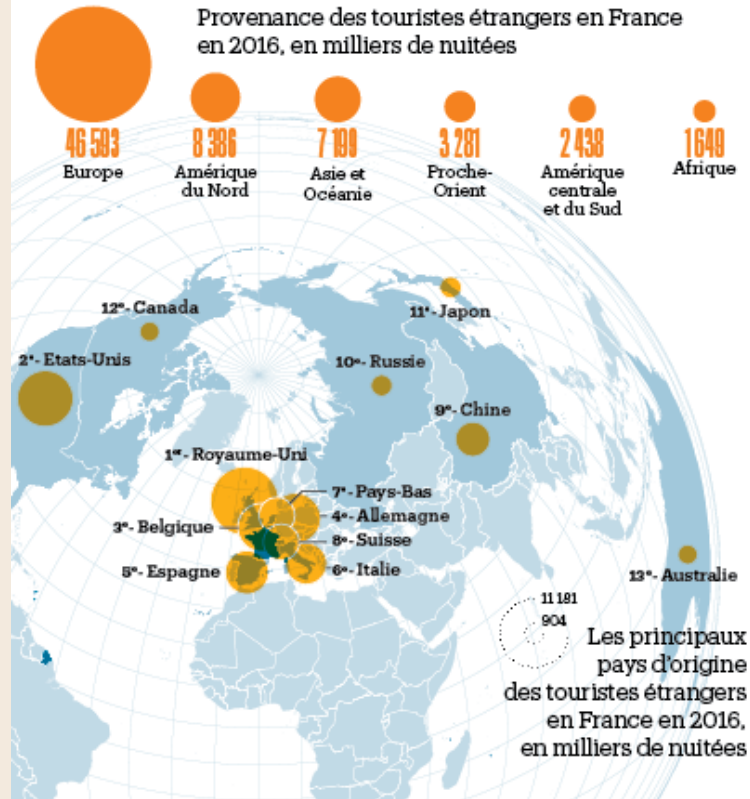 Provenance des touristes étrangers en France
en 2016, en milliers de nuitées
46 593
Europe
8 386
Amérique
du Nord
7 199
Asie et
Océanie
3 281
Proche-
Orient
2 438
Amérique
centrale
et du Sud
1 649
Afrique
12e- Canada
11e- Japon
2e- Etats-Unis
10e- Russie
9e- Chine
1er- Royaume-Uni
7e- Pays-Bas
3e- Belgique
4e- Allemagne
8e- Suisse
5e- Espagne
6e- Italie
13e- Australie
11 181
904
Les principaux
pays d'origine
des touristes étrangers
en France en 2016,
en milliers de nuitées